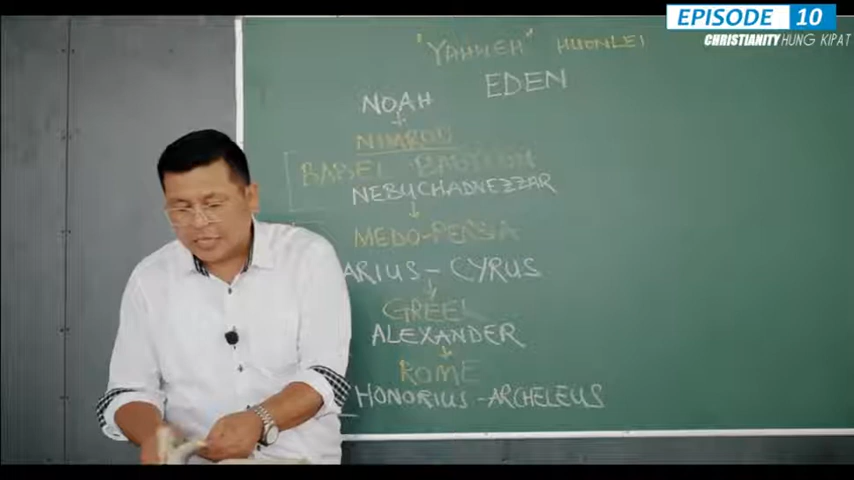 EPISODE 10
CHRISTIANITY HUNG KIPAT
"YAHWEH" HUONLEI
EDEN
NOAH
NIMROD
BABEL BABYLON
NEBUCHADNEZZAR
MEDO-PERSIA
ARIUS - CYRUS
GREEK
ALEXANDER
ROME
HONORIUS - ARCHELEUS